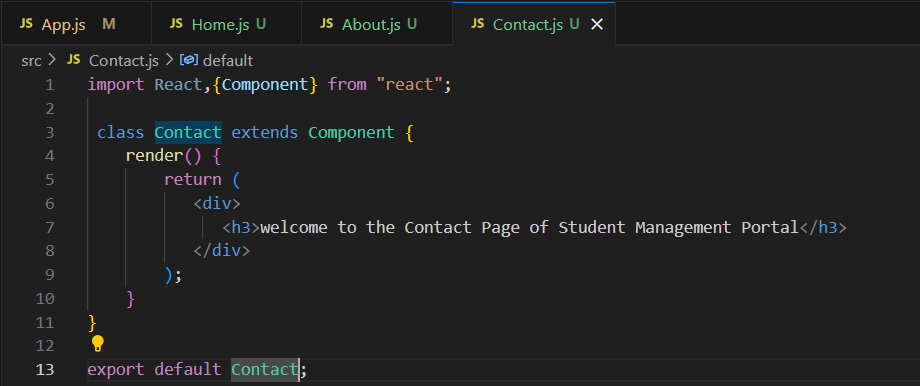 JS App.js M JS Home.js U JS About.js U JS Contact.js U ×
src > JS Contact.js > default
1 import React,{Component} from "react";
2
3 class Contact extends Component {
4 render() {
5 return (
6 <div>
7 <h3>welcome to the Contact Page of Student Management Portal</h3>
8 </div>
9 );
10 }
11 }
12
13 export default Contact;